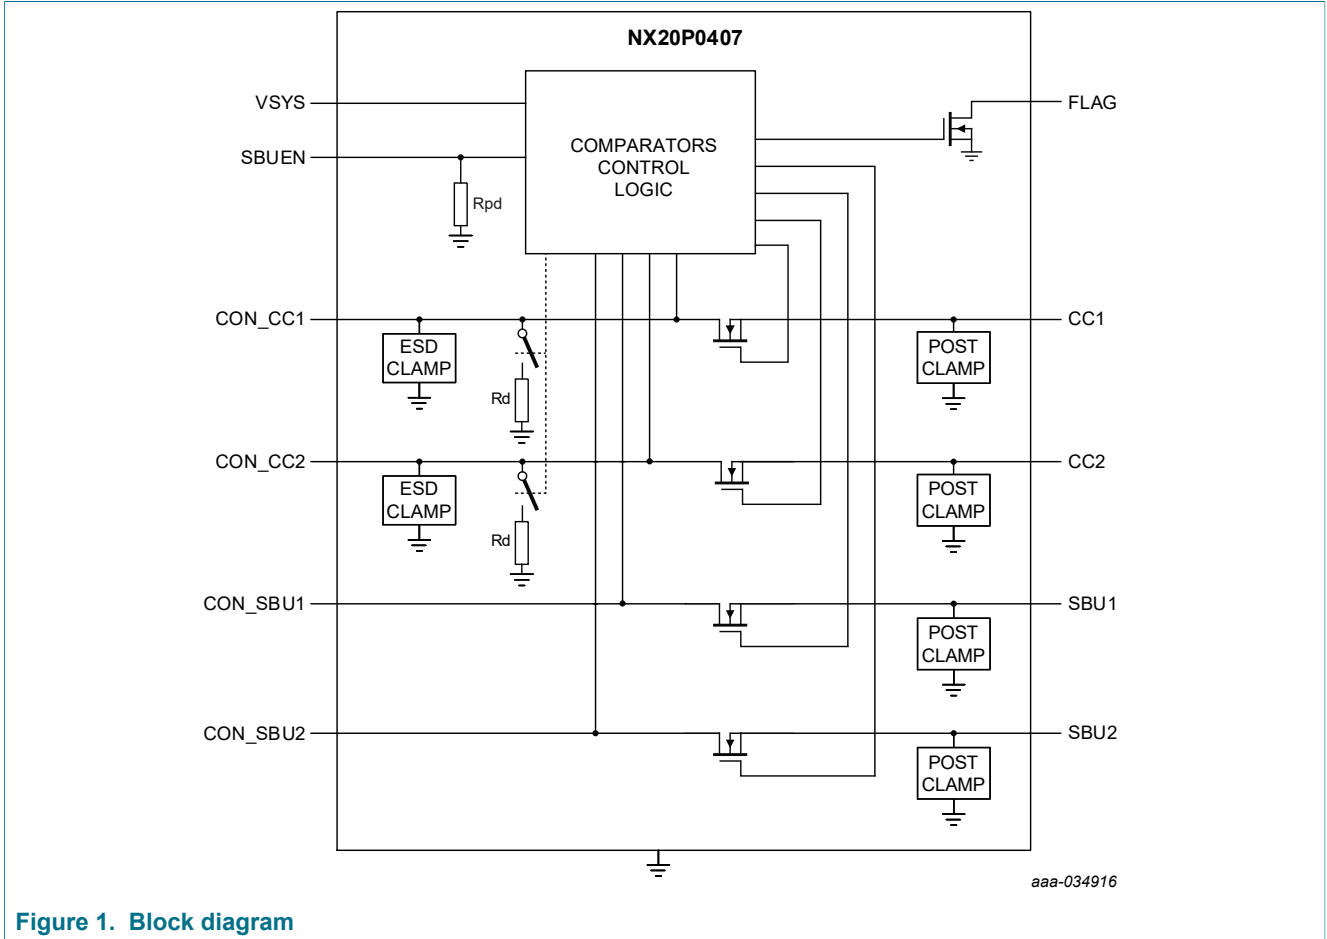 NX20P0407
VSYS
FLAG
SBUEN
COMPARATORS
CONTROL
LOGIC
Rpd
CON_CC1
CC1
ESD
CLAMP
POST
CLAMP
Rd
CON_CC2
CC2
ESD
CLAMP
POST
CLAMP
Rd
CON_SBU1
SBU1
POST
CLAMP
CON_SBU2
SBU2
POST
CLAMP
aaa-034916
Figure 1. Block diagram